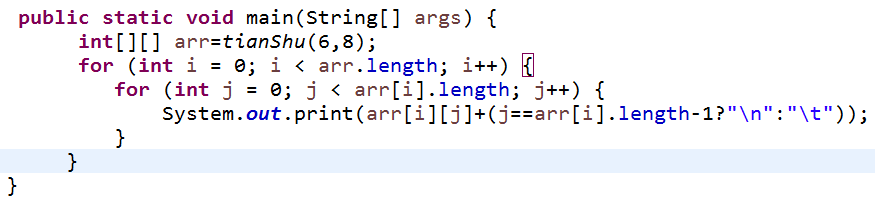 public static void main(String[] args) {
int[][] arr=tianShu(6,8);
for (int i = 0; i < arr.length; i++) {
for (int j = 0; j < arr[i].length; j++) {
System.out.print(arr[i][j]+(j==arr[i].length-1?"\n":"\t"));
}
}
}